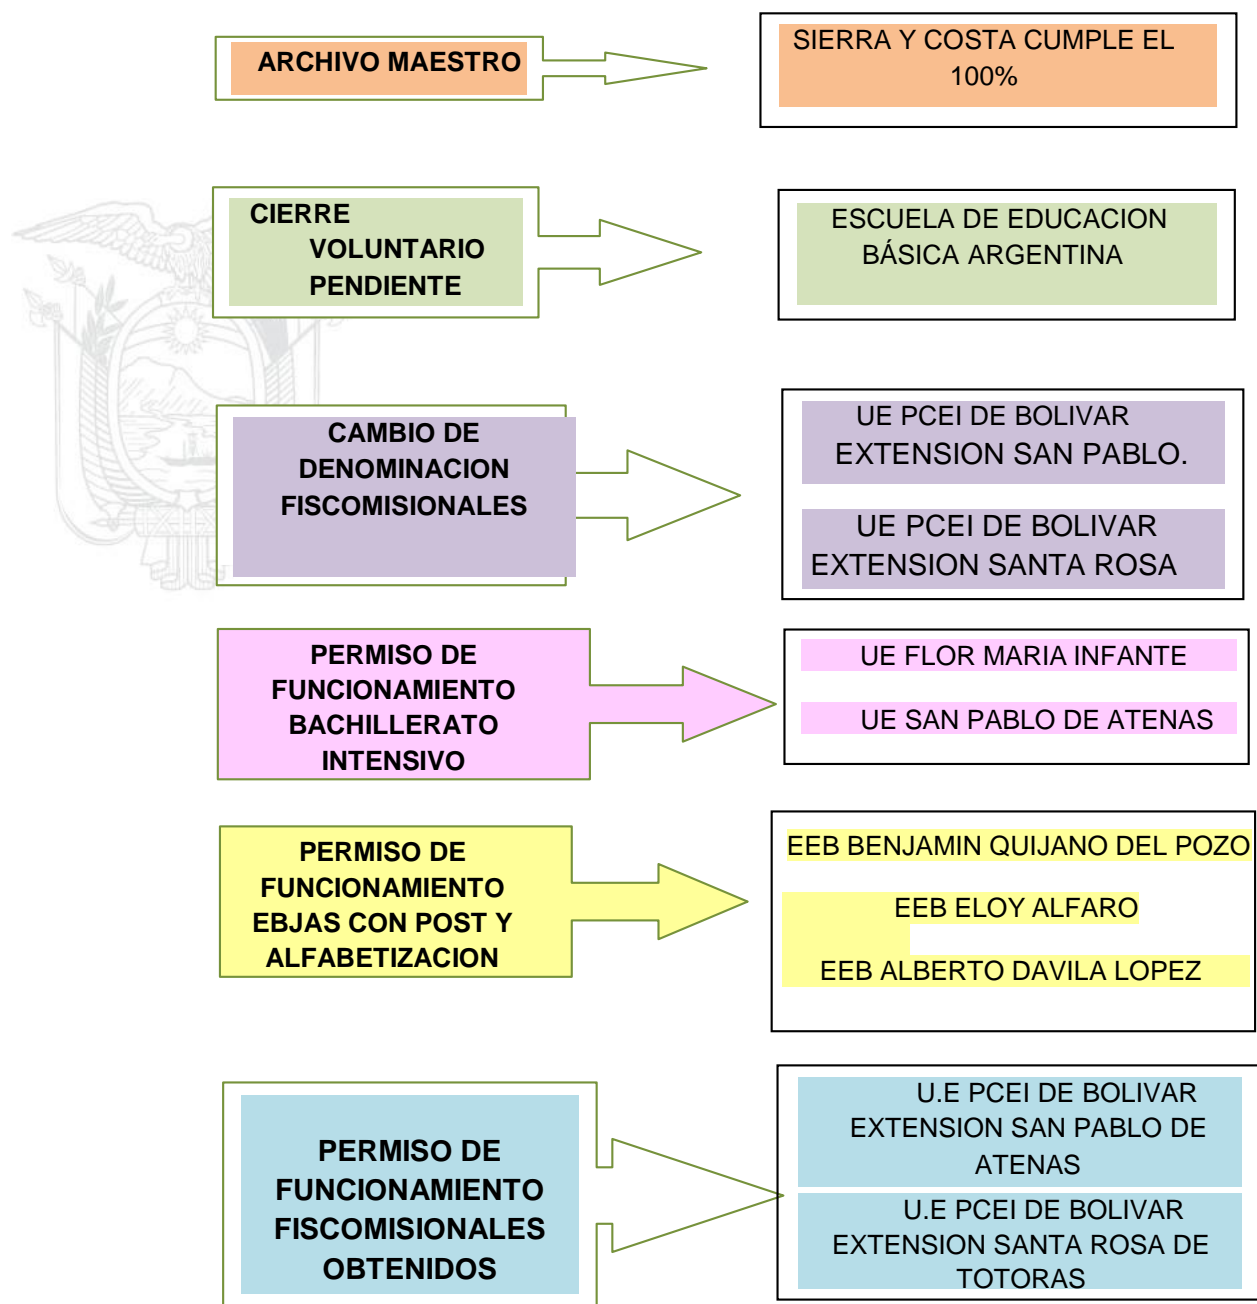 ARCHIVO MAESTRO
SIERRA Y COSTA CUMPLE EL
100%
CIERRE
VOLUNTARIO
PENDIENTE
ESCUELA DE EDUCACION
BÁSICA ARGENTINA
CAMBIO DE
DENOMINACION
FISCOMISIONALES
UE PCEI DE BOLIVAR
EXTENSION SAN PABLO.
UE PCEI DE BOLIVAR
EXTENSION SANTA ROSA
PERMISO DE
FUNCIONAMIENTO
BACHILLERATO
INTENSIVO
UE FLOR MARIA INFANTE
UE SAN PABLO DE ATENAS
PERMISO DE
FUNCIONAMIENTO
EBJAS CON POST Y
ALFABETIZACION
EEB BENJAMIN QUIJANO DEL POZO
EEB ELOY ALFARO
EEB ALBERTO DAVILA LOPEZ
PERMISO DE
FUNCIONAMIENTO
FISCOMISIONALES
OBTENIDOS
U.E PCEI DE BOLIVAR
EXTENSION SAN PABLO DE
ATENAS
U.E PCEI DE BOLIVAR
EXTENSION SANTA ROSA DE
TOTORAS